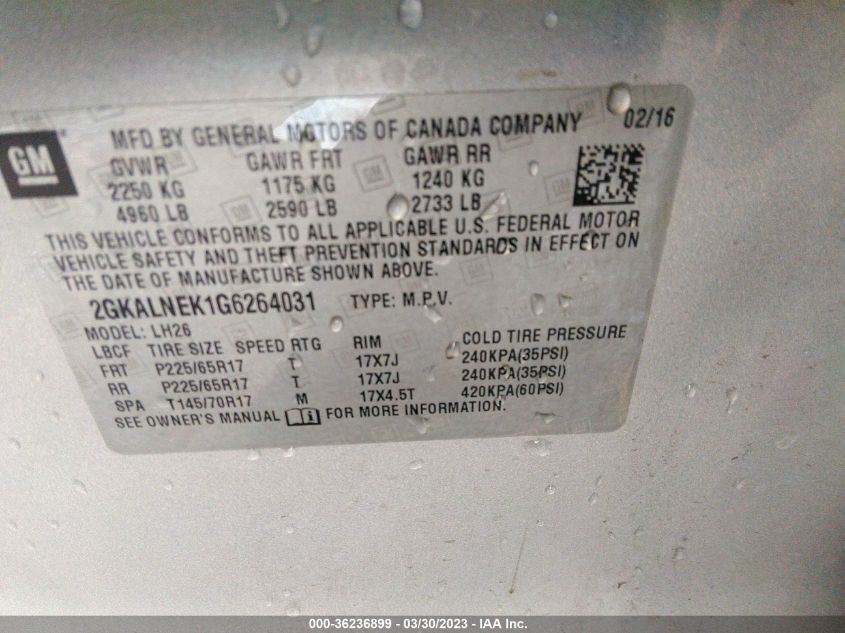 GM
MFD BY GENERAL MOTORS OF CANADA COMPANY 02/16
GVWR GAWR FRT GAWR RR
2250 KG 1175 KG 1240 KG
4960 LB 2590 LB 2733 LB
THIS VEHICLE CONFORMS TO ALL APPLICABLE U.S. FEDERAL MOTOR
VEHICLE SAFETY AND THEFT PREVENTION STANDARDS IN EFFECT ON
THE DATE OF MANUFACTURE SHOWN ABOVE.
2GKALNEK1G6264031 TYPE: M.P.V.
MODEL: LH26
LBCF TIRE SIZE SPEED RTG RIM COLD TIRE PRESSURE
FRT P225/65R17 T 17X7J 240KPA(35PSI)
RR P225/65R17 T 17X7J 240KPA(35PSI)
SPA T145/70R17 M 17X4.5T 420KPA(60PSI)
SEE OWNER'S MANUAL FOR MORE INFORMATION.
000-36236899 - 03/30/2023 - IAA Inc.